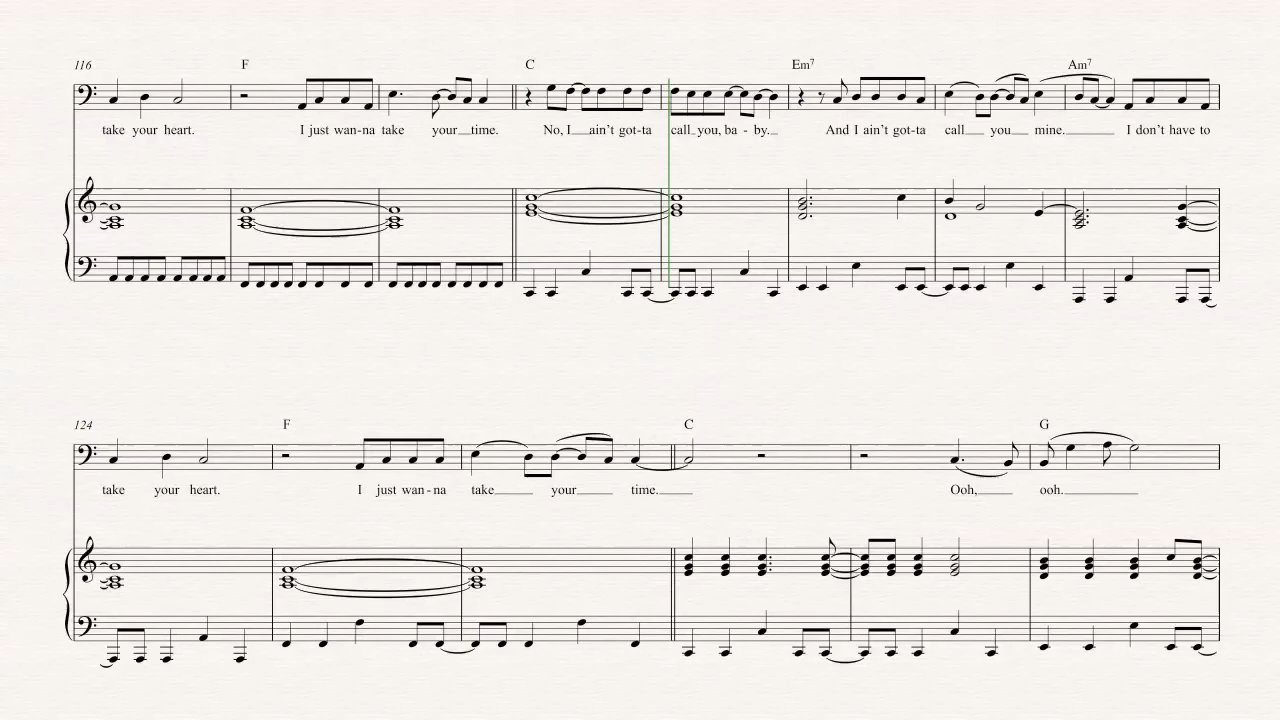 116 F C Em7 Am7
take your heart. I just wan-na take your time. No, I ain't got-ta call you, ba - by. And I ain't got-ta call you mine. I don't have to
124 F C G
take your heart. I just wan-na take your time. Ooh, ooh.